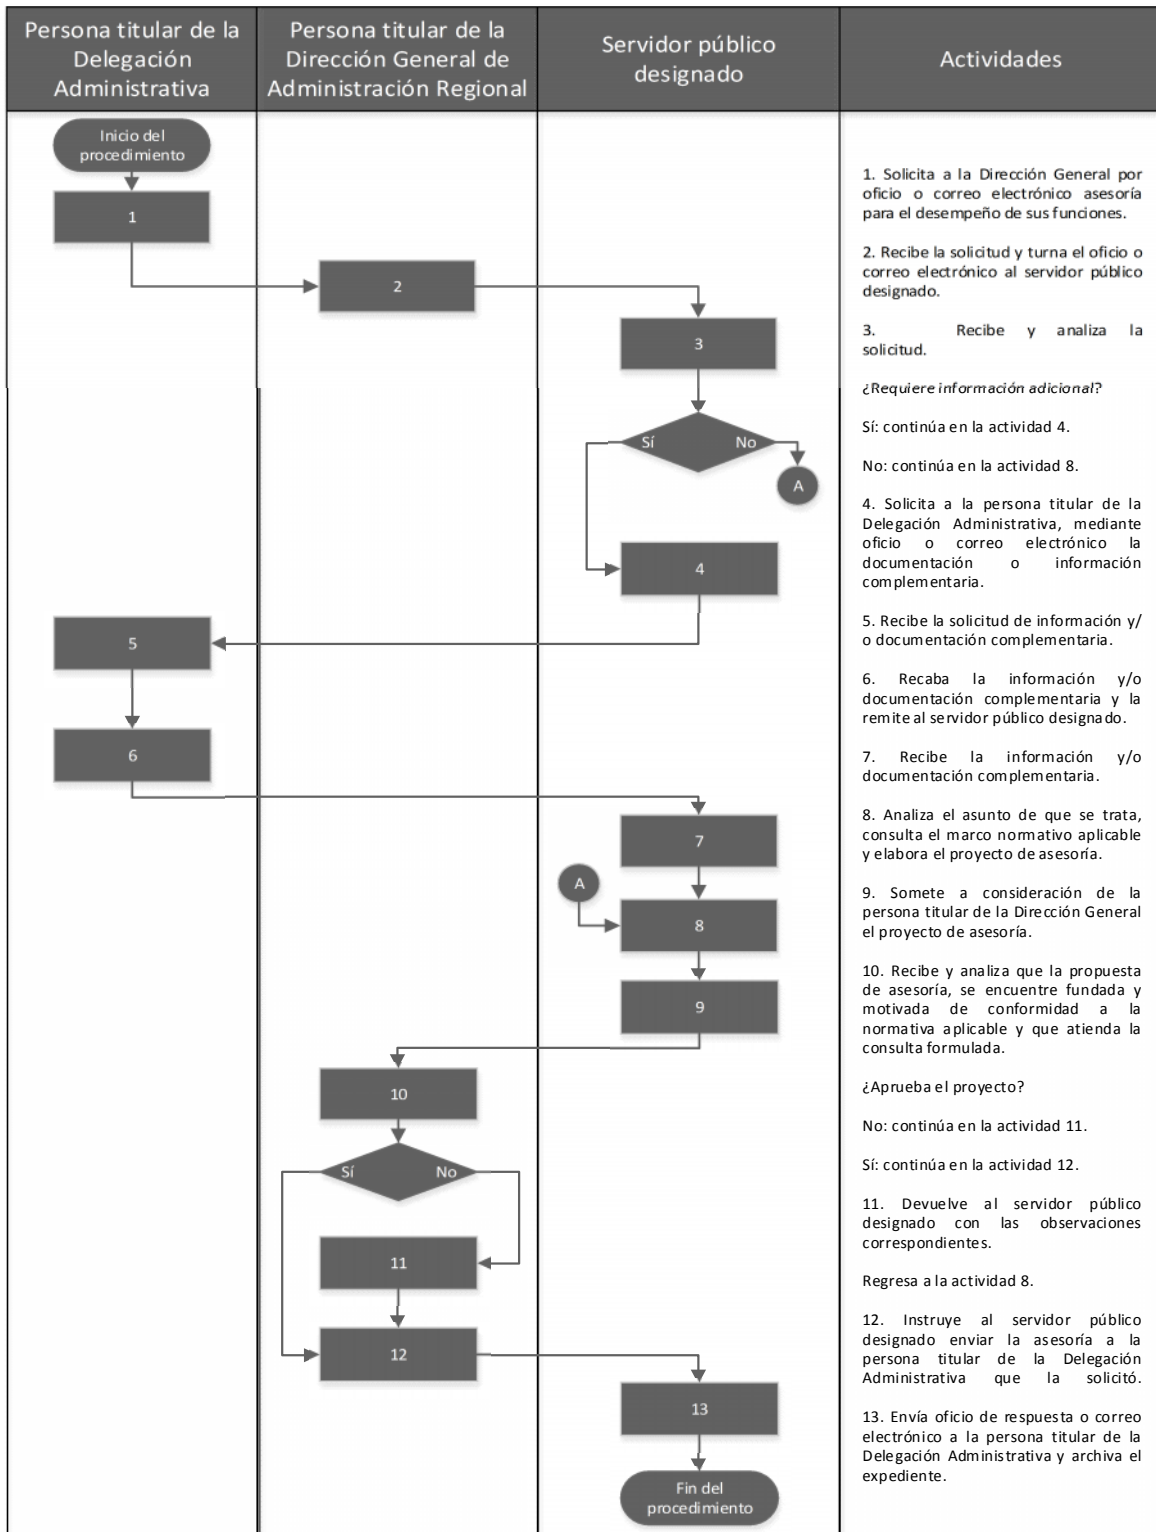 Persona titular de la
Delegación
Administrativa
Persona titular de la
Dirección General de
Administración Regional
Servidor público
designado
Actividades
Inicio del
procedimiento
1
2
3
Sí
No
A
4
5
6
7
A
8
9
10
Sí
No
11
12
13
Fin del
procedimiento
1. Solicita a la Dirección General por
oficio o correo electrónico asesoría
para el desempeño de sus funciones.
2. Recibe la solicitud y turna el oficio o
correo electrónico al servidor público
designado.
3. Recibe y analiza la
solicitud.
¿Requiere información adicional?
Sí: continúa en la actividad 4.
No: continúa en la actividad 8.
4. Solicita a la persona titular de la
Delegación Administrativa, mediante
oficio o correo electrónico la
documentación o información
complementaria.
5. Recibe la solicitud de información y/
o documentación complementaria.
6. Recaba la información y/o
documentación complementaria y la
remite al servidor público designado.
7. Recibe la información y/o
documentación complementaria.
8. Analiza el asunto de que se trata,
consulta el marco normativo aplicable
y elabora el proyecto de asesoría.
9. Somete a consideración de la
persona titular de la Dirección General
el proyecto de asesoría.
10. Recibe y analiza que la propuesta
de asesoría, se encuentre fundada y
motivada de conformidad a la
normativa aplicable y que atienda la
consulta formulada.
¿Aprueba el proyecto?
No: continúa en la actividad 11.
Sí: continúa en la actividad 12.
11. Devuelve al servidor público
designado con las observaciones
correspondientes.
Regresa a la actividad 8.
12. Instruye al servidor público
designado enviar la asesoría a la
persona titular de la Delegación
Administrativa que la solicitó.
13. Envía oficio de respuesta o correo
electrónico a la persona titular de la
Delegación Administrativa y archiva el
expediente.